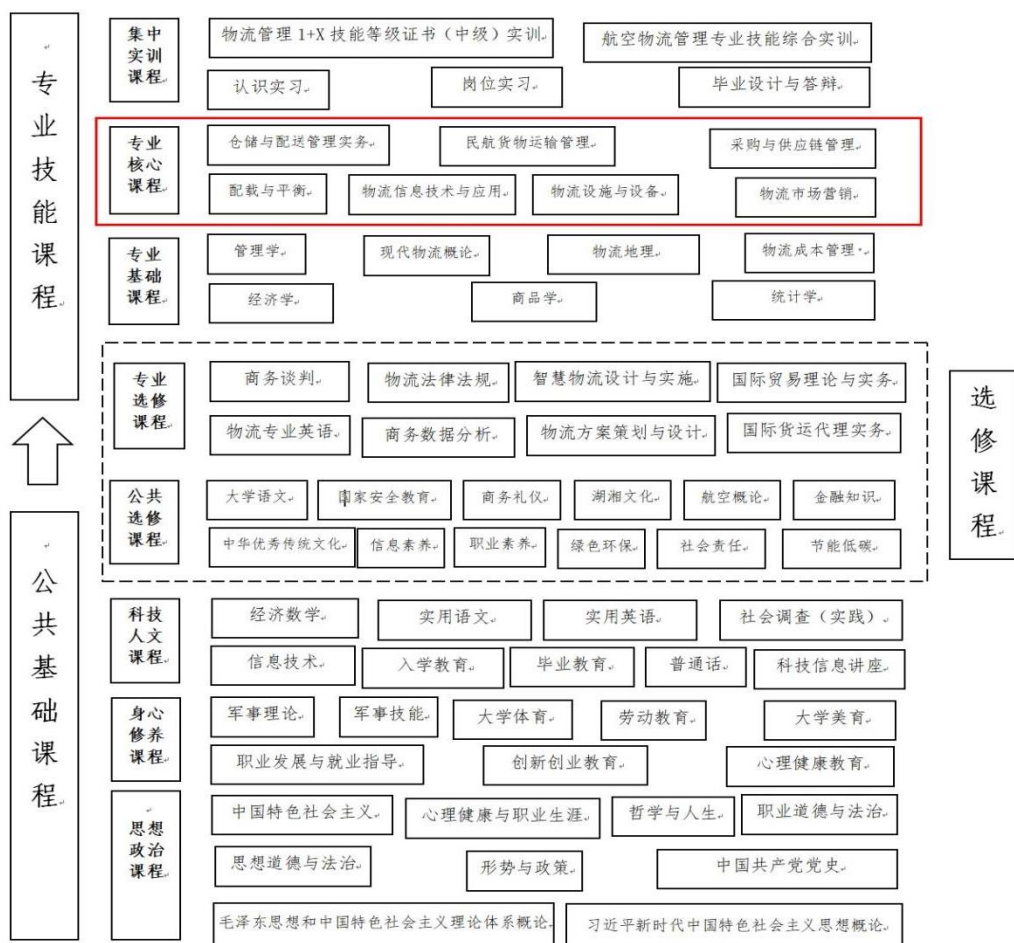 专业技能课程
集中实训课程
物流管理1+X技能等级证书（中级）实训
航空物流管理专业技能综合实训
认识实习
岗位实习
毕业设计与答辩
专业核心课程
仓储与配送管理实务
民航货物运输管理
采购与供应链管理
配载与平衡
物流信息技术与应用
物流设施与设备
物流市场营销
专业基础课程
管理学
现代物流概论
物流地理
物流成本管理
经济学
商品学
统计学
选修课程
专业选修课程
商务谈判
物流法律法规
智慧物流设计与实施
国际贸易理论与实务
物流专业英语
商务数据分析
物流方案策划与设计
国际货运代理实务
公共选修课程
大学语文
国家安全教育
商务礼仪
湖湘文化
航空概论
金融知识
中华优秀传统文化
信息素养
职业素养
绿色环保
社会责任
节能低碳
公共基础课程
科技人文课程
经济数学
实用语文
实用英语
社会调查（实践）
信息技术
入学教育
毕业教育
普通话
科技信息讲座
身心修养课程
军事理论
军事技能
大学体育
劳动教育
大学美育
职业发展与就业指导
创新创业教育
心理健康教育
思想政治课程
中国特色社会主义
心理健康与职业生涯
哲学与人生
职业道德与法治
思想道德与法治
形势与政策
中国共产党党史
毛泽东思想和中国特色社会主义理论体系概论
习近平新时代中国特色社会主义思想概论